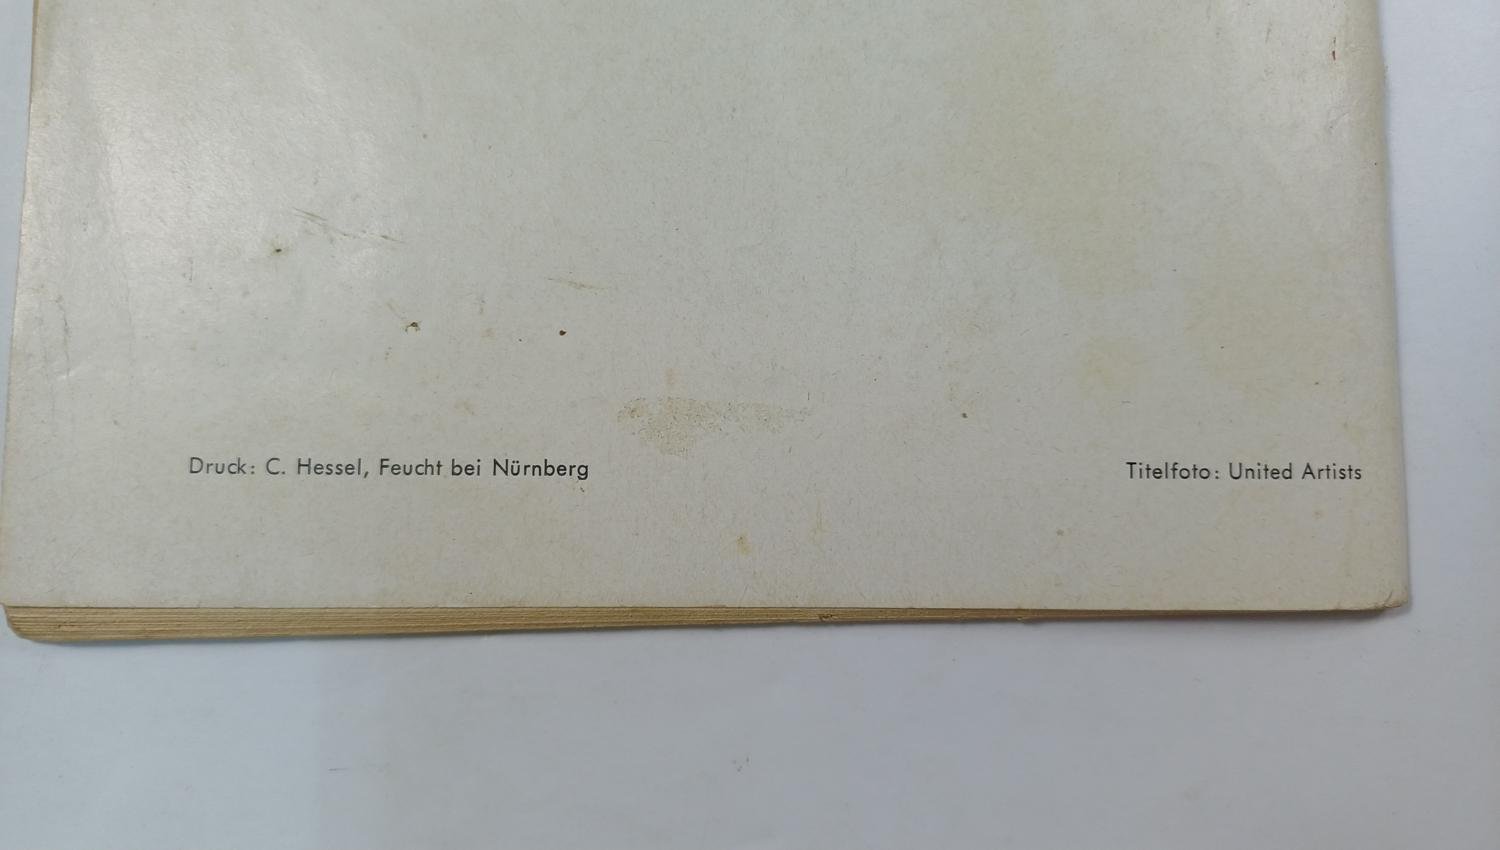 Druck: C. Hessel, Feucht bei Nürnberg
Titelfoto: United Artists